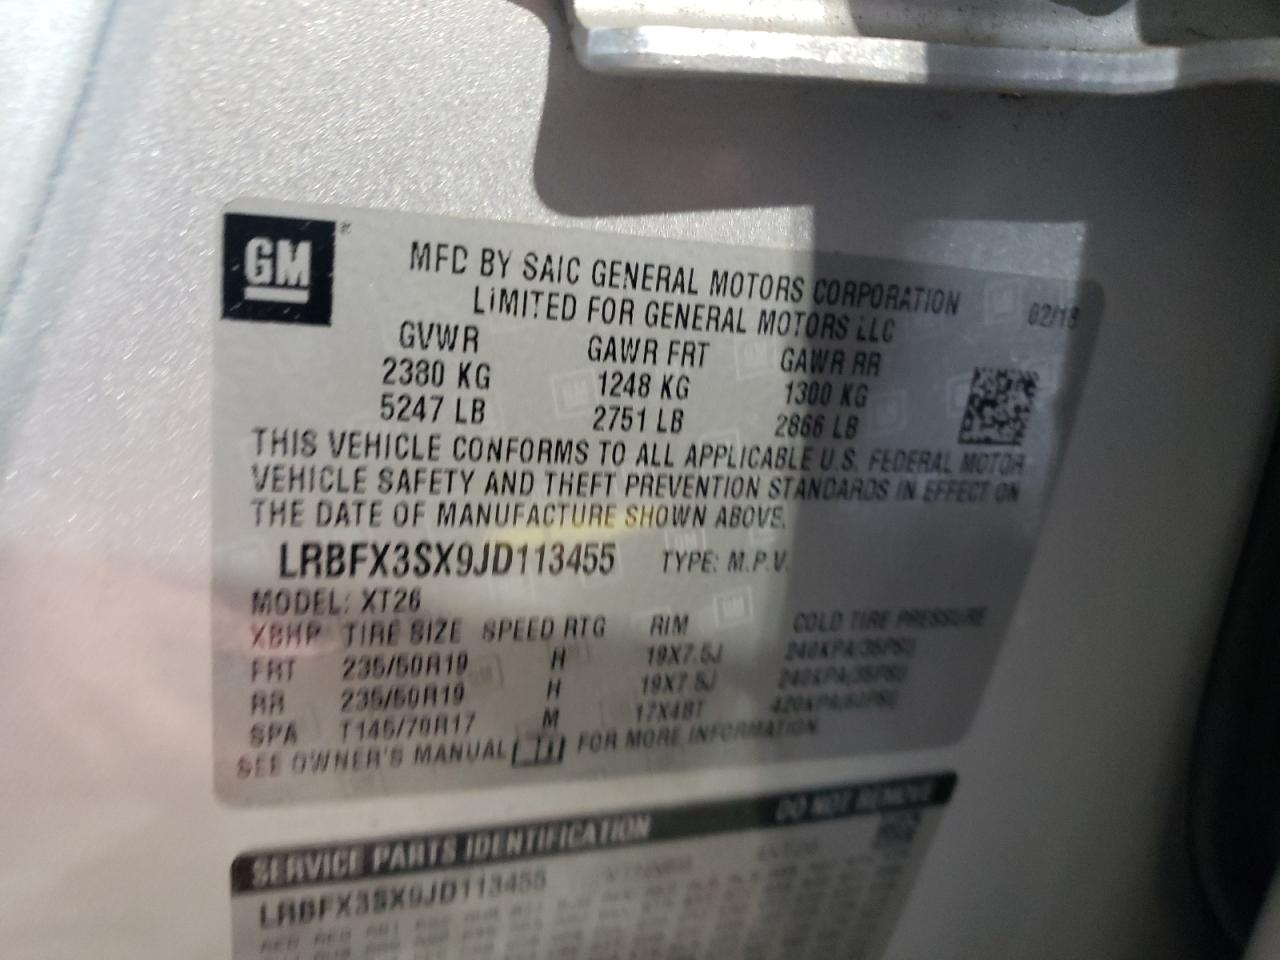 GM
MFD BY SAIC GENERAL MOTORS CORPORATION
LIMITED FOR GENERAL MOTORS LLC
02/18
GVWR GAWR FRT GAWR RR
2380 KG 1248 KG 1300 KG
5247 LB 2751 LB 2866 LB
THIS VEHICLE CONFORMS TO ALL APPLICABLE U.S. FEDERAL MOTOR
VEHICLE SAFETY AND THEFT PREVENTION STANDARDS IN EFFECT ON
THE DATE OF MANUFACTURE SHOWN ABOVE.
LRBFX3SX9JD113455 TYPE: M.P.V.
MODEL: XT26
XBHP TIRE SIZE SPEED RTG RIM COLD TIRE PRESSURE
FRT 235/50R19 H 19X7.5J 240KPA/35PSI
RR 235/50R19 H 19X7.5J 240KPA/35PSI
SPA T145/70R17 M 17X4BT 420KPA/60PSI
SEE OWNER'S MANUAL FOR MORE INFORMATION.
SERVICE PARTS IDENTIFICATION DO NOT REMOVE
LRBFX3SX9JD113455